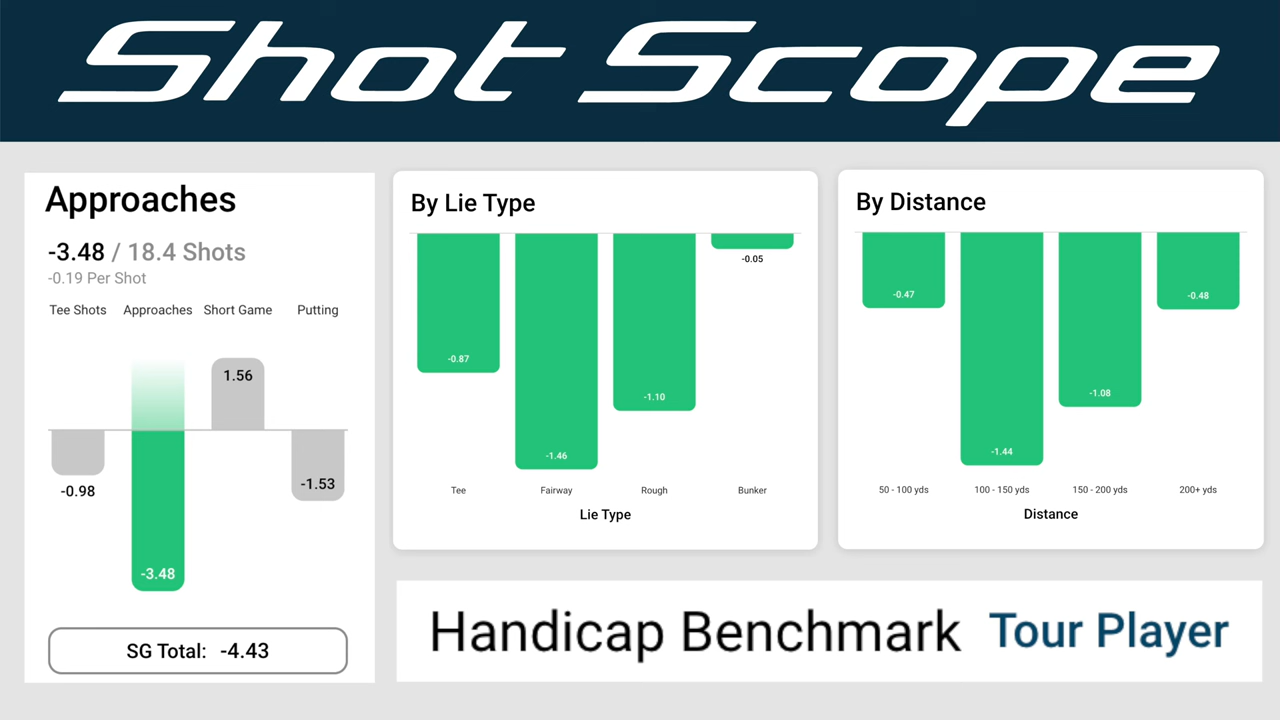 Shot Scope
Approaches
-3.48 / 18.4 Shots
-0.19 Per Shot
Tee Shots Approaches Short Game Putting
1.56
-0.98
-1.53
-3.48
SG Total: -4.43
By Lie Type
-0.05
-0.87
-1.10
-1.46
Tee Fairway Rough Bunker
Lie Type
By Distance
-0.47
-0.48
-1.08
-1.44
50 - 100 yds 100 - 150 yds 150 - 200 yds 200+ yds
Distance
Handicap Benchmark Tour Player